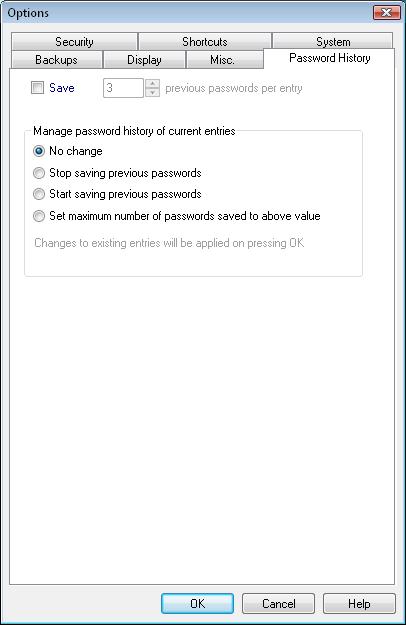 Options
Security Shortcuts System
Backups Display Misc. Password History
Save 3 previous passwords per entry
Manage password history of current entries
No change
Stop saving previous passwords
Start saving previous passwords
Set maximum number of passwords saved to above value
Changes to existing entries will be applied on pressing OK
OK Cancel Help